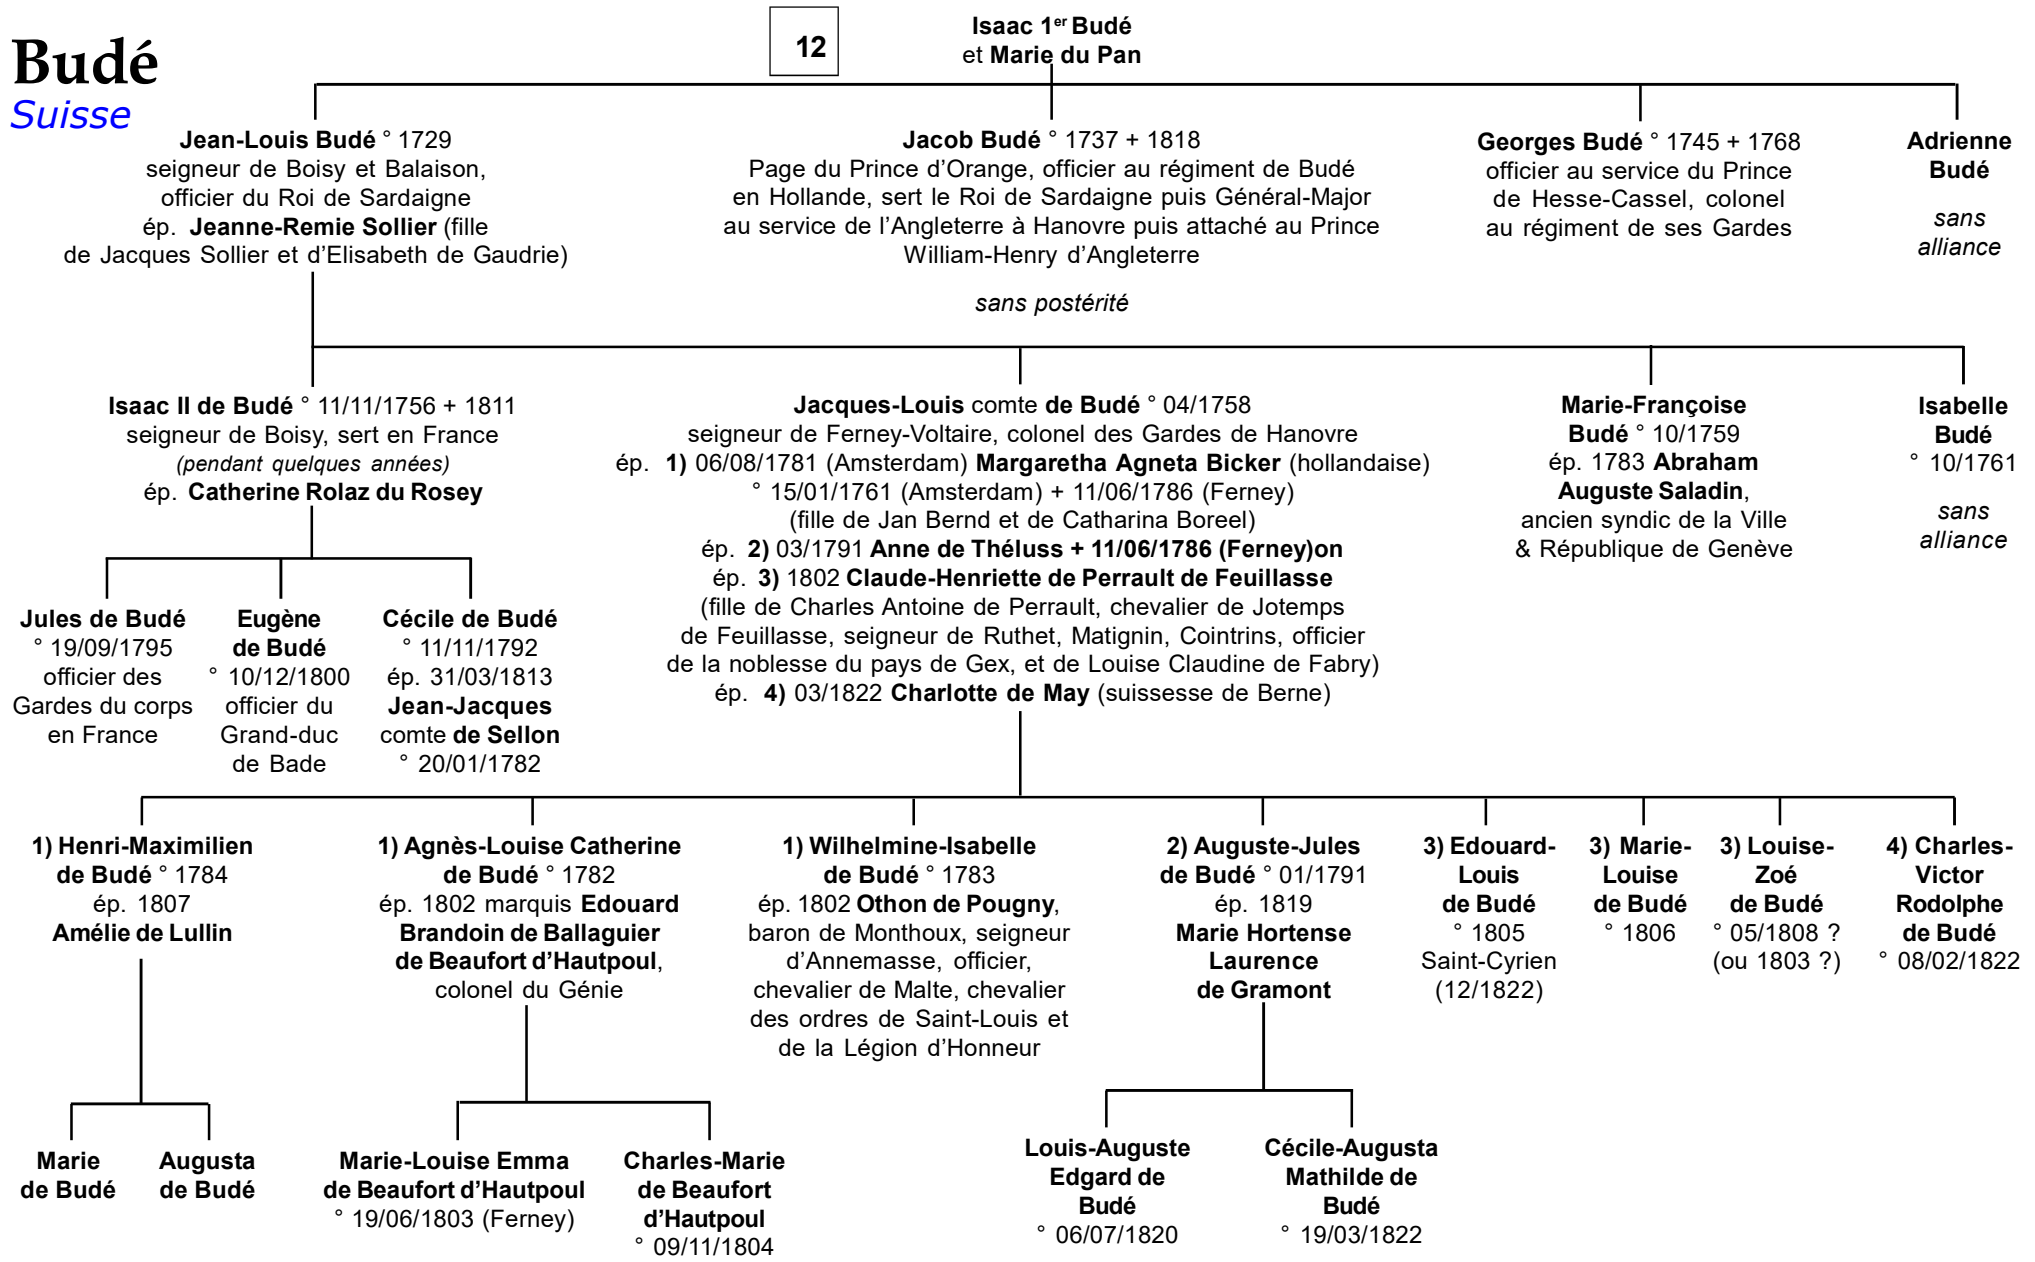 Budé
Suisse
12
Isaac 1er Budé
et Marie du Pan
Jean-Louis Budé ° 1729
seigneur de Boisy et Balaison,
officier du Roi de Sardaigne
ép. Jeanne-Remie Sollier (fille
de Jacques Sollier et d'Elisabeth de Gaudrie)
Jacob Budé ° 1737 + 1818
Page du Prince d'Orange, officier au régiment de Budé
en Hollande, sert le Roi de Sardaigne puis Général-Major
au service de l'Angleterre à Hanovre puis attaché au Prince
William-Henry d'Angleterre
sans postérité
Georges Budé ° 1745 + 1768
officier au service du Prince
de Hesse-Cassel, colonel
au régiment de ses Gardes
Adrienne
Budé
sans
alliance
Isaac II de Budé ° 11/11/1756 + 1811
seigneur de Boisy, sert en France
(pendant quelques années)
ép. Catherine Rolaz du Rosey
Jacques-Louis comte de Budé ° 04/1758
seigneur de Ferney-Voltaire, colonel des Gardes de Hanovre
ép. 1) 06/08/1781 (Amsterdam) Margaretha Agneta Bicker (hollandaise)
° 15/01/1761 (Amsterdam) + 11/06/1786 (Ferney)
(fille de Jan Bernd et de Catharina Boreel)
ép. 2) 03/1791 Anne de Théluss + 11/06/1786 (Ferney)on
ép. 3) 1802 Claude-Henriette de Perrault de Feuillasse
(fille de Charles Antoine de Perrault, chevalier de Jotemps
de Feuillasse, seigneur de Ruthet, Matignin, Cointrins, officier
de la noblesse du pays de Gex, et de Louise Claudine de Fabry)
ép. 4) 03/1822 Charlotte de May (suissesse de Berne)
Marie-Françoise
Budé ° 10/1759
ép. 1783 Abraham
Auguste Saladin,
ancien syndic de la Ville
& République de Genève
Isabelle
Budé
° 10/1761
sans
alliance
Jules de Budé
° 19/09/1795
officier des
Gardes du corps
en France
Eugène
de Budé
° 10/12/1800
officier du
Grand-duc
de Bade
Cécile de Budé
° 11/11/1792
ép. 31/03/1813
Jean-Jacques
comte de Sellon
° 20/01/1782
1) Henri-Maximilien
de Budé ° 1784
ép. 1807
Amélie de Lullin
1) Agnès-Louise Catherine
de Budé ° 1782
ép. 1802 marquis Edouard
Brandoin de Ballaguier
de Beaufort d'Hautpoul,
colonel du Génie
1) Wilhelmine-Isabelle
de Budé ° 1783
ép. 1802 Othon de Pougny,
baron de Monthoux, seigneur
d'Annemasse, officier,
chevalier de Malte, chevalier
des ordres de Saint-Louis et
de la Légion d'Honneur
2) Auguste-Jules
de Budé ° 01/1791
ép. 1819
Marie Hortense
Laurence
de Gramont
3) Edouard-
Louis
de Budé
° 1805
Saint-Cyrien
(12/1822)
3) Marie-
Louise
de Budé
° 1806
3) Louise-
Zoé
de Budé
° 05/1808 ?
(ou 1803 ?)
4) Charles-
Victor
Rodolphe
de Budé
° 08/02/1822
Marie
de Budé
Augusta
de Budé
Marie-Louise Emma
de Beaufort d'Hautpoul
° 19/06/1803 (Ferney)
Charles-Marie
de Beaufort
d'Hautpoul
° 09/11/1804
Louis-Auguste
Edgard de
Budé
° 06/07/1820
Cécile-Augusta
Mathilde de
Budé
° 19/03/1822